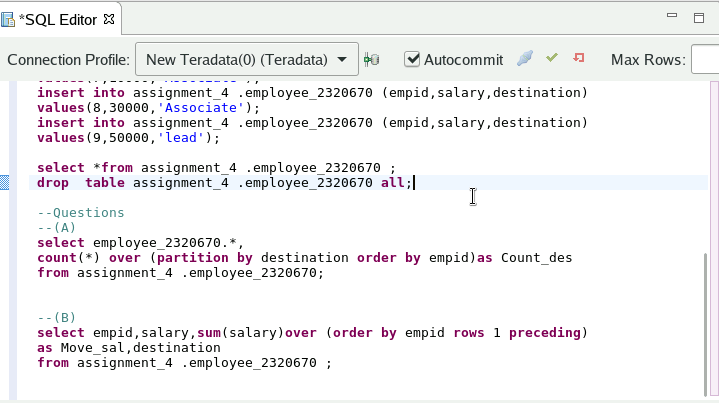 *SQL Editor
Connection Profile: New Teradata(0) (Teradata) Autocommit Max Rows:
insert into assignment_4 .employee_2320670 (empid,salary,destination)
values(8,30000,'Associate');
insert into assignment_4 .employee_2320670 (empid,salary,destination)
values(9,50000,'lead');
select *from assignment_4 .employee_2320670 ;
drop  table assignment_4 .employee_2320670 all;
--Questions
--(A)
select employee_2320670.*,
count(*) over (partition by destination order by empid)as Count_des
from assignment_4 .employee_2320670;
--(B)
select empid,salary,sum(salary)over (order by empid rows 1 preceding)
as Move_sal,destination
from assignment_4 .employee_2320670 ;